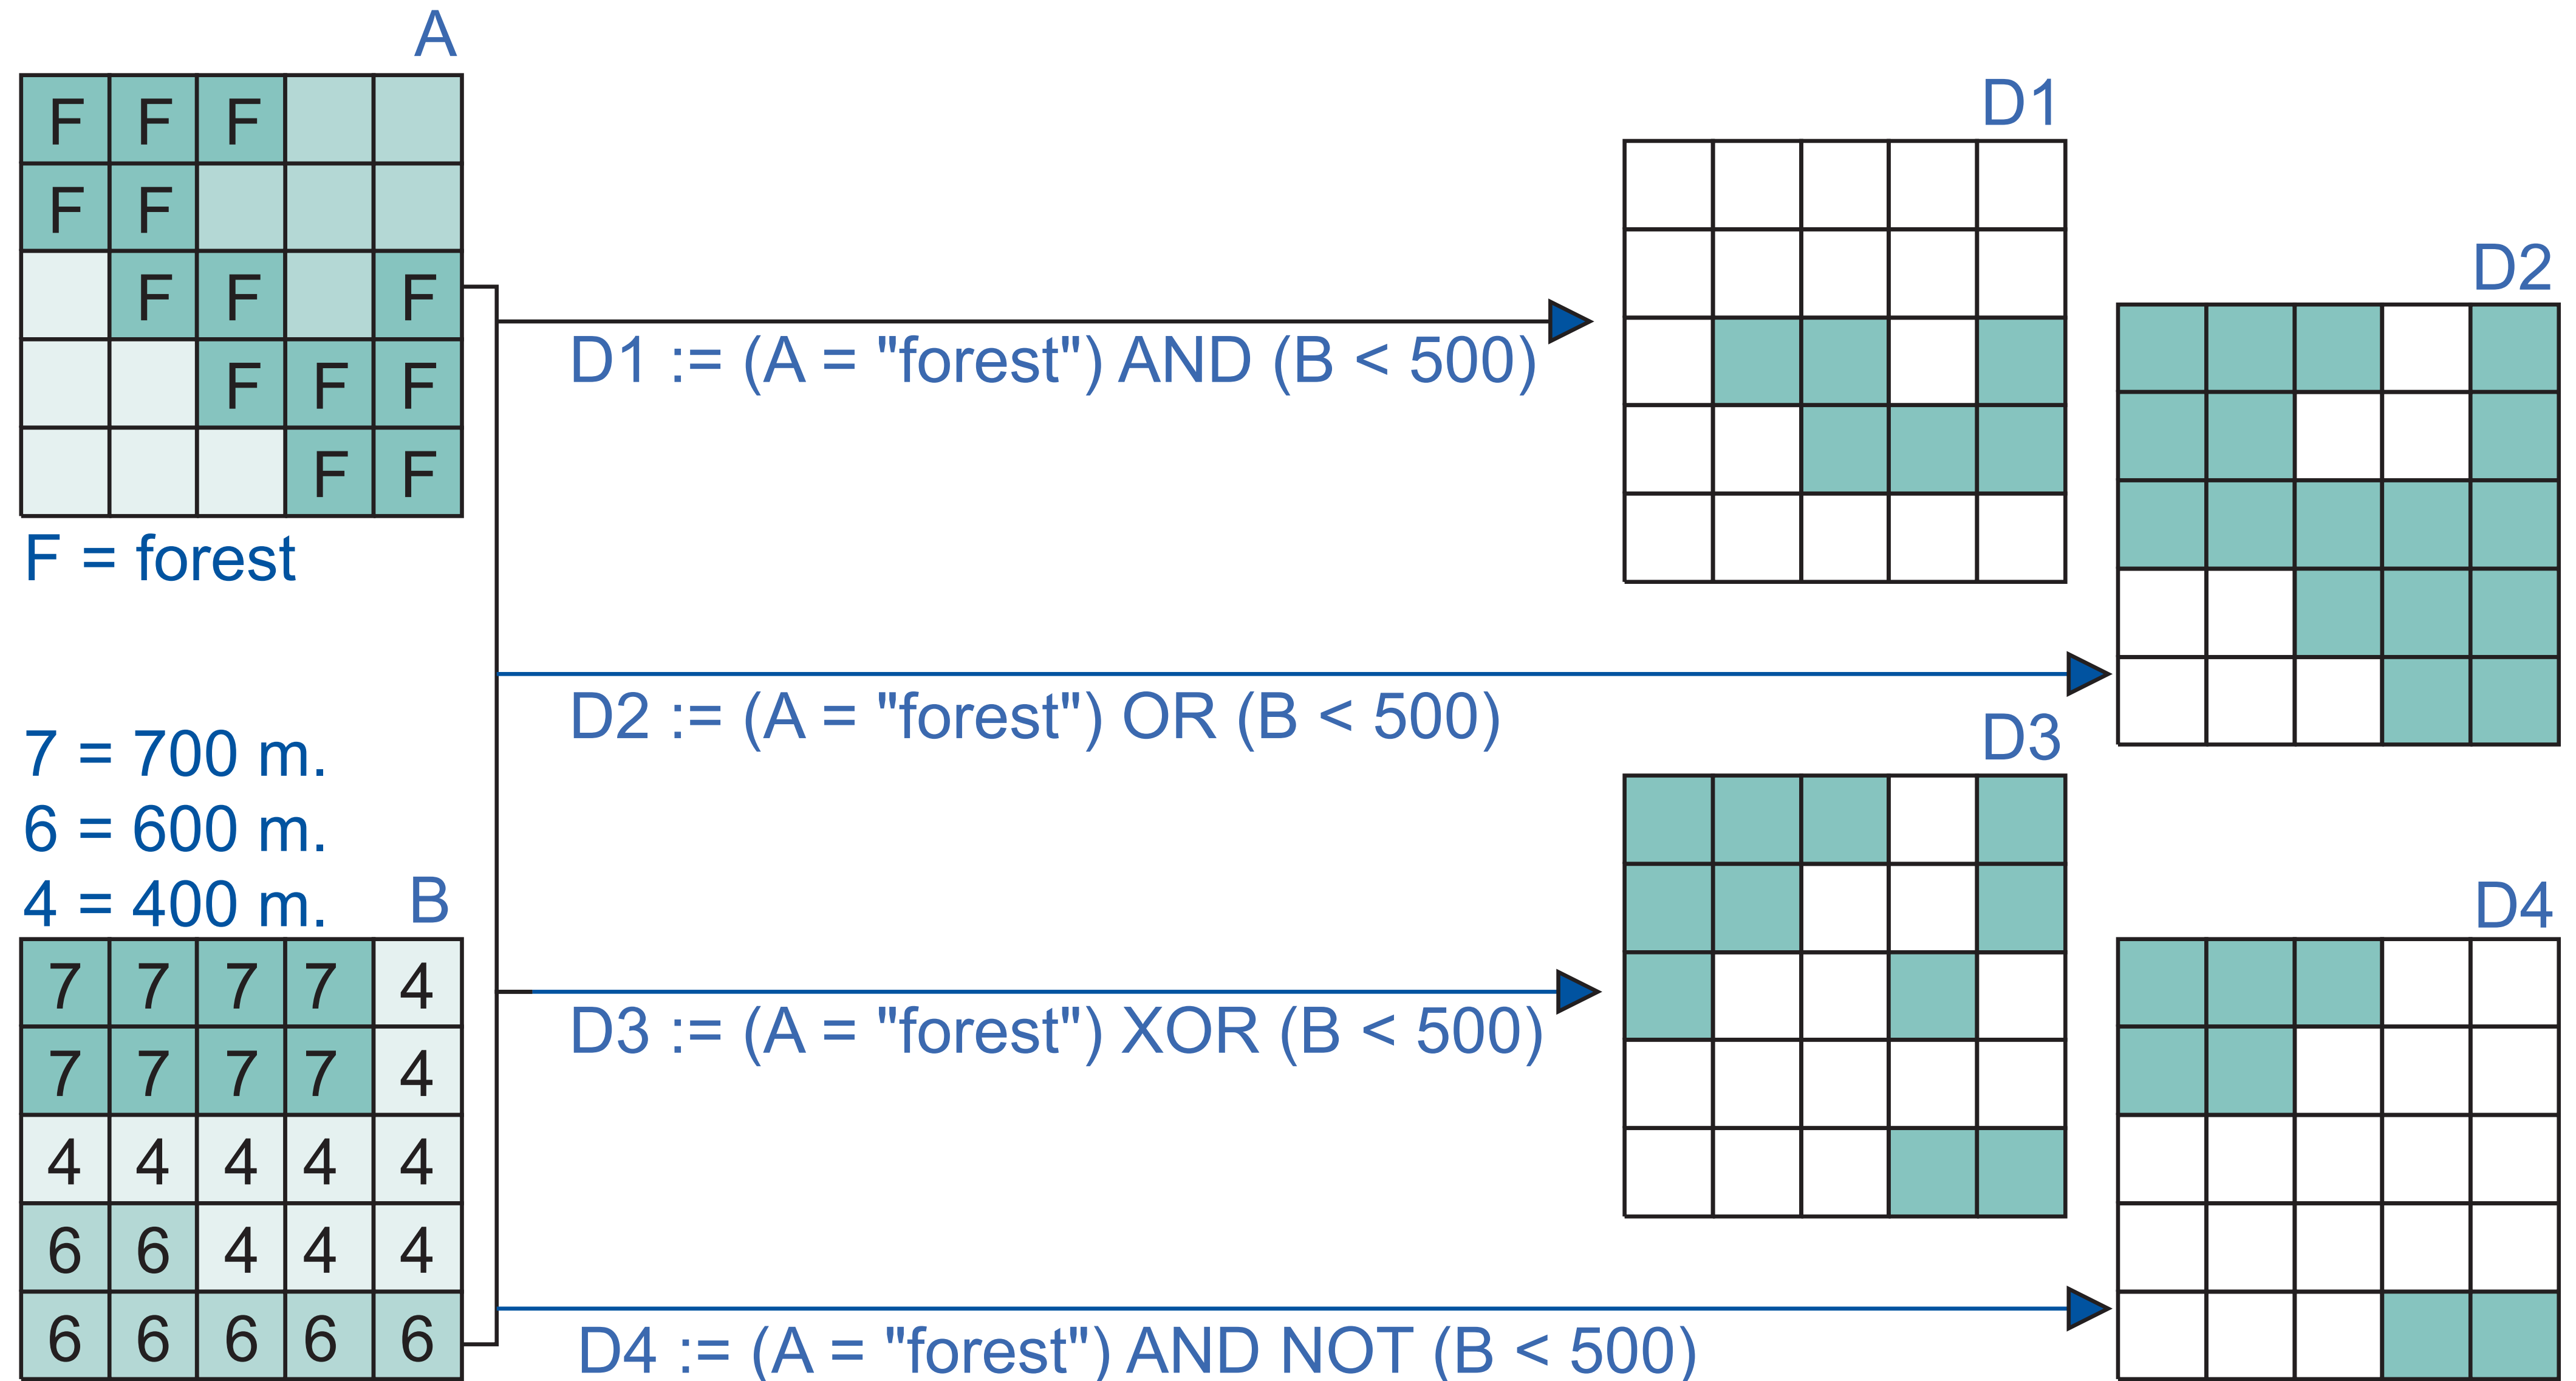 A
F F F
F F
F F F
F F F
F F
F = forest
7 = 700 m.
6 = 600 m.
4 = 400 m.
B
7 7 7 7 4
7 7 7 7 4
4 4 4 4 4
6 6 4 4 4
6 6 6 6 6
D1 := (A = "forest") AND (B < 500)
D1
D2 := (A = "forest") OR (B < 500)
D2
D3 := (A = "forest") XOR (B < 500)
D3
D4 := (A = "forest") AND NOT (B < 500)
D4